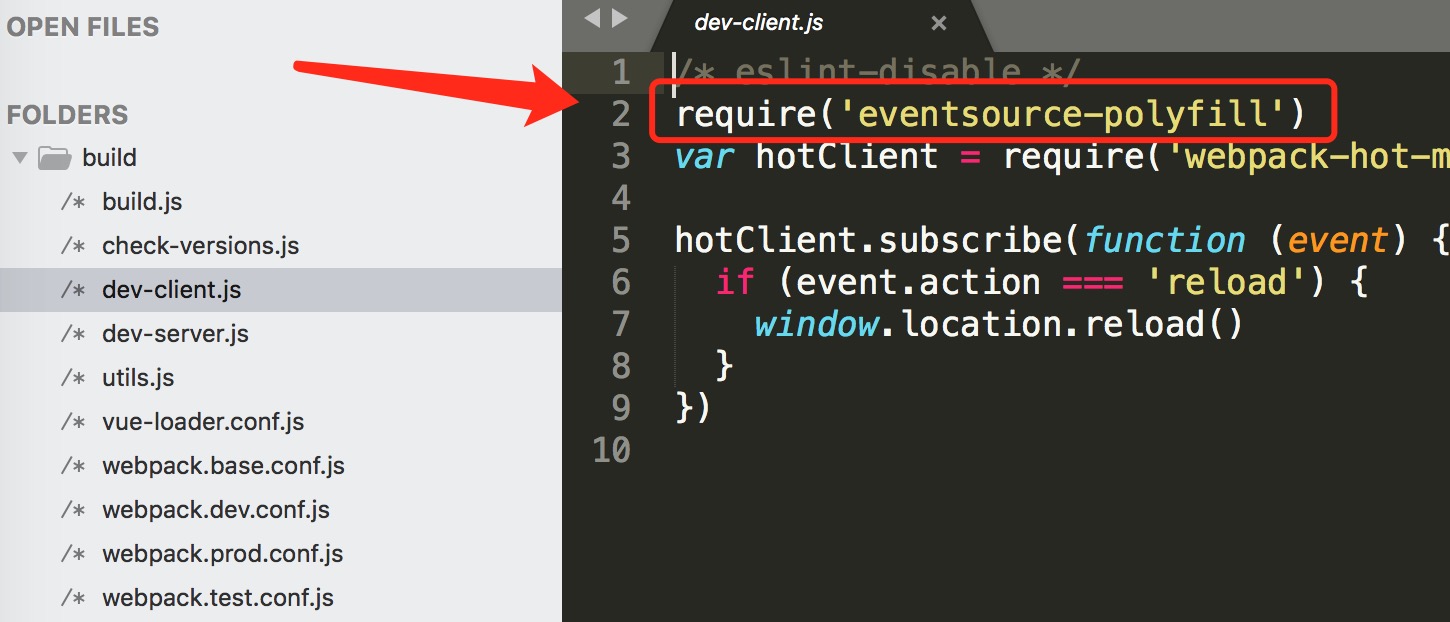 OPEN FILES
FOLDERS
build
/* build.js
/* check-versions.js
/* dev-client.js
/* dev-server.js
/* utils.js
/* vue-loader.conf.js
/* webpack.base.conf.js
/* webpack.dev.conf.js
/* webpack.prod.conf.js
/* webpack.test.conf.js
dev-client.js ×
1 /* eslint-disable */
2 require('eventsource-polyfill')
3 var hotClient = require('webpack-hot-m
4
5 hotClient.subscribe(function (event) {
6 if (event.action === 'reload') {
7 window.location.reload()
8 }
9 })
10